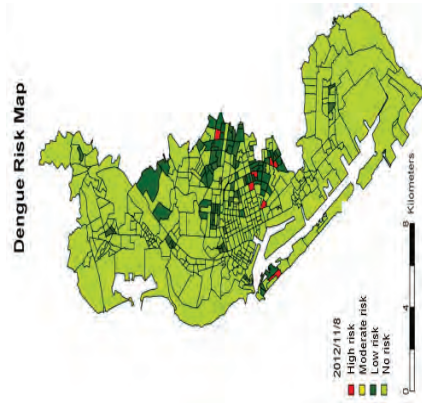 Dengue Risk Map
2012/11/8
High risk
Moderate risk
Low risk
No risk
0 4 8 Kilometers